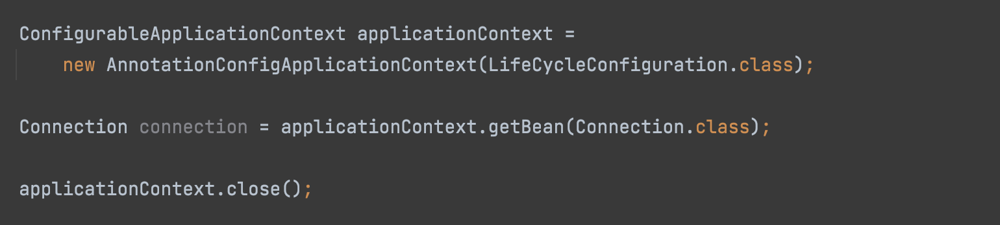 ConfigurableApplicationContext applicationContext =
new AnnotationConfigApplicationContext(LifeCycleConfiguration.class);
Connection connection = applicationContext.getBean(Connection.class);
applicationContext.close();